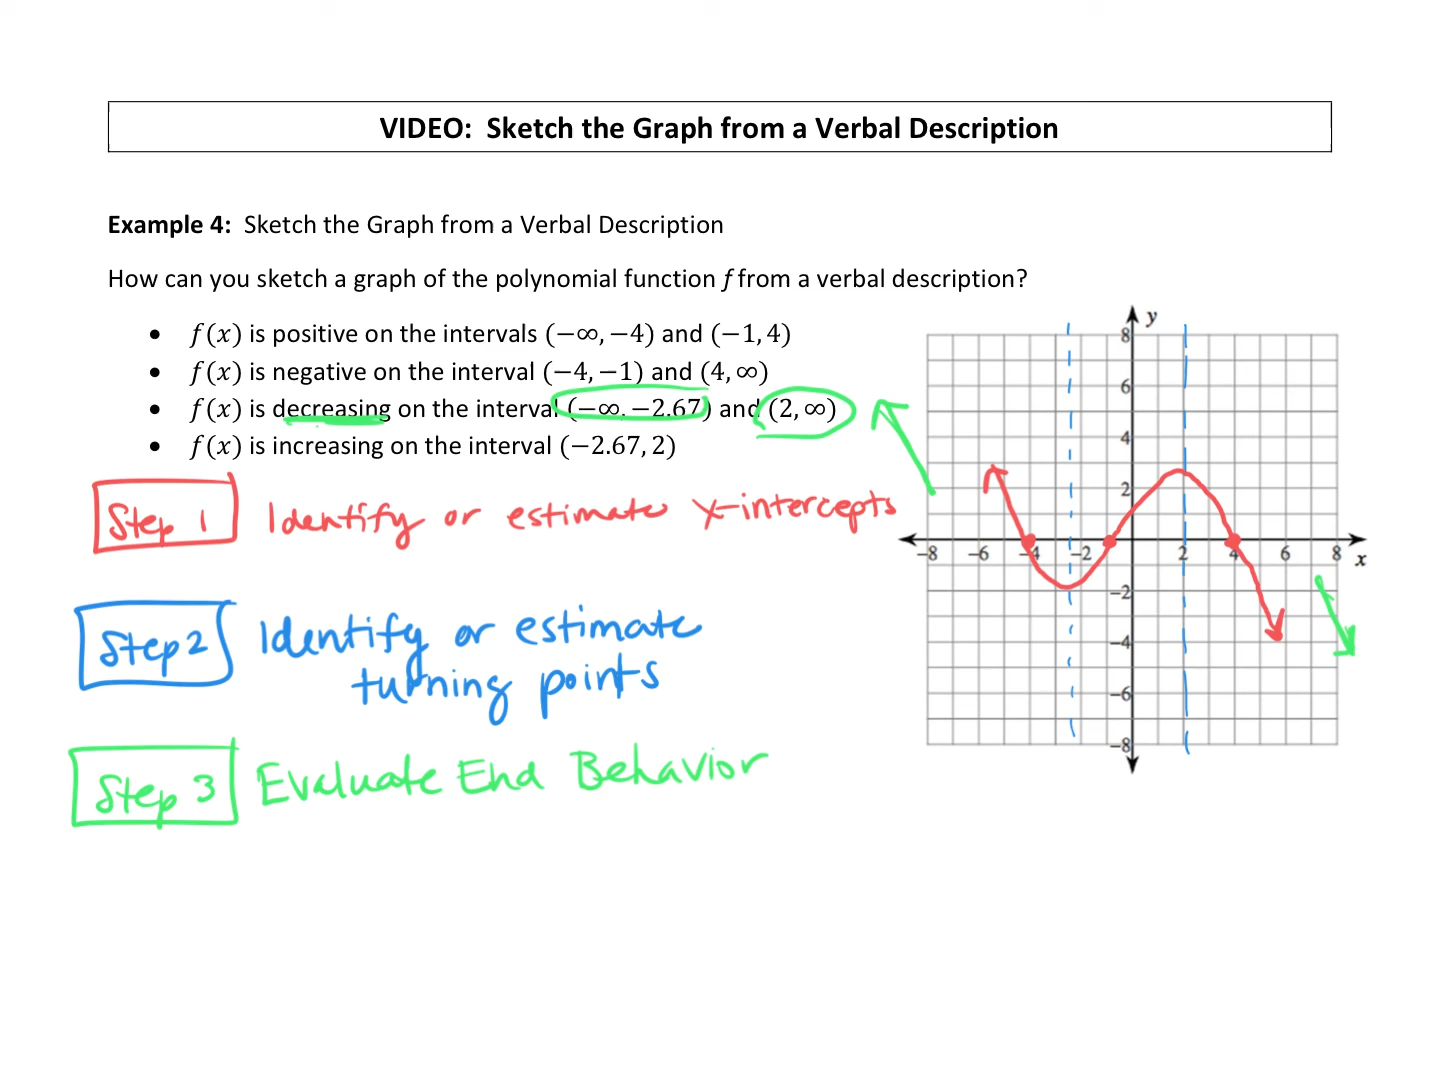 VIDEO: Sketch the Graph from a Verbal Description
Example 4: Sketch the Graph from a Verbal Description
How can you sketch a graph of the polynomial function f from a verbal description?
• f(x) is positive on the intervals (−∞, −4) and (−1, 4)
• f(x) is negative on the interval (−4, −1) and (4, ∞)
• f(x) is decreasing on the interval (−∞, −2.67) and (2, ∞)
• f(x) is increasing on the interval (−2.67, 2)
Step 1 Identify or estimate x-intercepts
Step 2 Identify or estimate
turning points
Step 3 Evaluate End Behavior
y
8
6
4
2
−8 −6 −4 −2 2 4 6 8 x
−2
−4
−6
−8